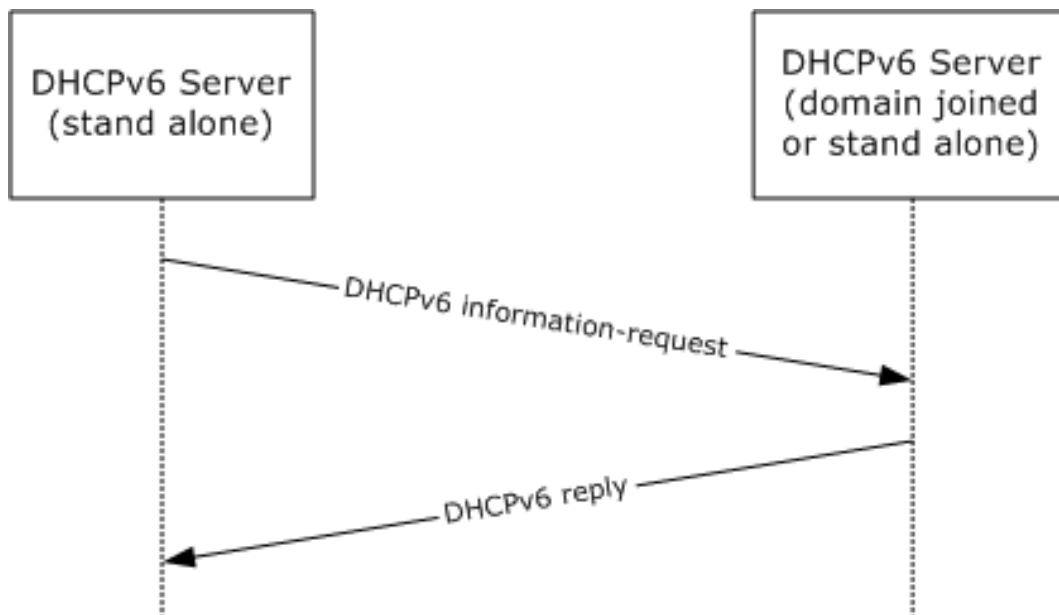 DHCPv6 Server
(stand alone)
DHCPv6 Server
(domain joined
or stand alone)
DHCPv6 information-request
DHCPv6 reply